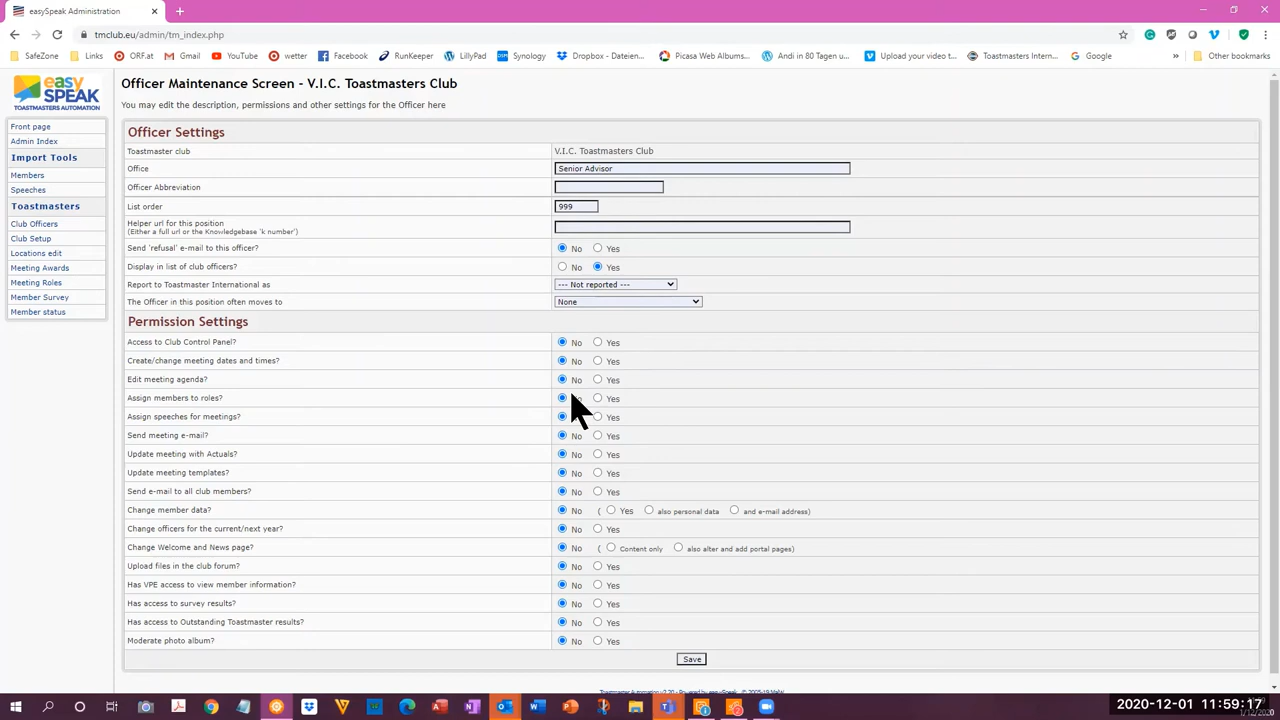 easySpeak Administration
tmclub.eu/admin/tm_index.php
SafeZone Links ORF.at Gmail YouTube wetter Facebook RunKeeper LillyPad Synology Dropbox - Dateien... Picasa Web Albums... Andi in 80 Tagen u... Upload your video t... Toastmasters Intern... Google » Other bookmarks
easy
SPEAK
TOASTMASTERS AUTOMATION
Front page
Admin Index
Import Tools
Members
Speeches
Toastmasters
Club Officers
Club Setup
Locations edit
Meeting Awards
Meeting Roles
Member Survey
Member status
Officer Maintenance Screen - V.I.C. Toastmasters Club
You may edit the description, permissions and other settings for the Officer here
Officer Settings
Toastmaster club V.I.C. Toastmasters Club
Office Senior Advisor
Officer Abbreviation
List order 999
Helper url for this position
(Either a full url or the Knowledgebase 'k number')
Send 'refusal' e-mail to this officer? No Yes
Display in list of club officers? No Yes
Report to Toastmaster International as --- Not reported ---
The Officer in this position often moves to None
Permission Settings
Access to Club Control Panel? No Yes
Create/change meeting dates and times? No Yes
Edit meeting agenda? No Yes
Assign members to roles? Yes
Assign speeches for meetings? Yes
Send meeting e-mail? No Yes
Update meeting with Actuals? No Yes
Update meeting templates? No Yes
Send e-mail to all club members? No Yes
Change member data? No ( Yes also personal data and e-mail address)
Change officers for the current/next year? No Yes
Change Welcome and News page? No ( Content only also alter and add portal pages)
Upload files in the club forum? No Yes
Has VPE access to view member information? No Yes
Has access to survey results? No Yes
Has access to Outstanding Toastmaster results? No Yes
Moderate photo album? No Yes
Save
2020-12-01 11:59:17